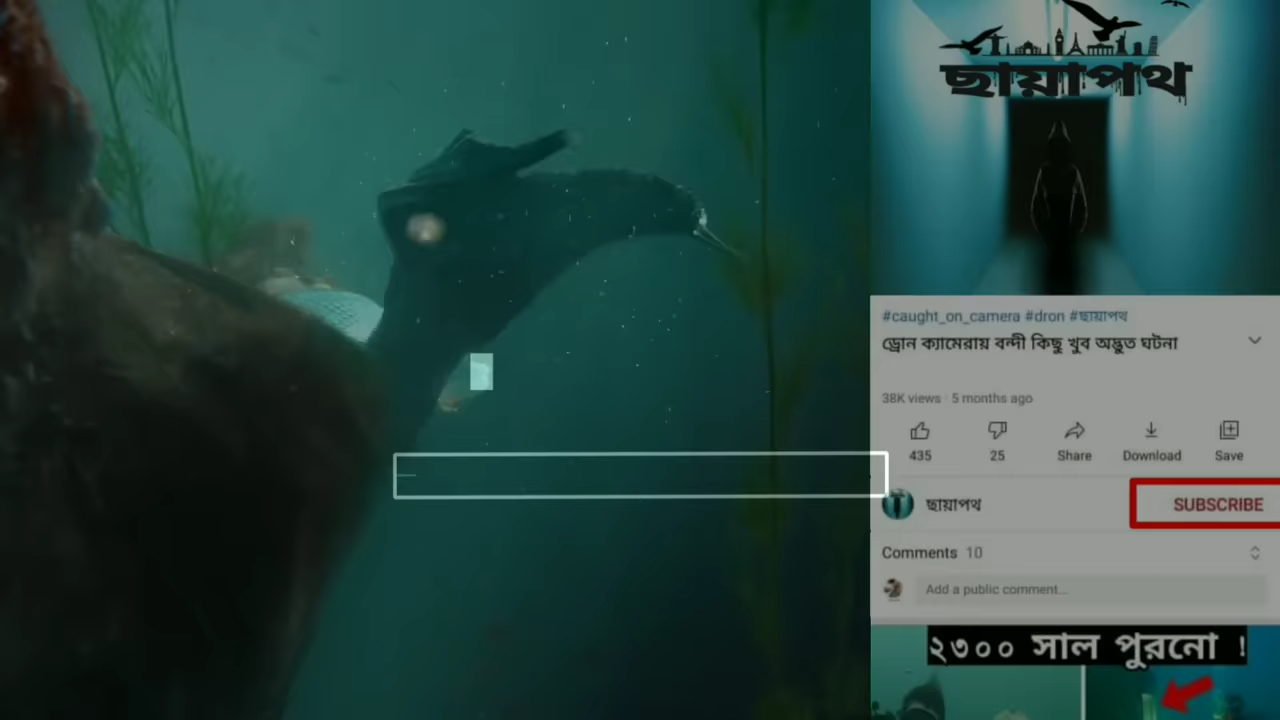 ছায়াপথ
#caught_on_camera #dron #ছায়াপথ
ড্রোন ক্যামেরায় বন্দী কিছু খুব অদ্ভুত ঘটনা
38K views · 5 months ago
435
25
Share
Download
Save
ছায়াপথ
SUBSCRIBE
Comments 10
Add a public comment...
২৩০০ সাল পুরনো !